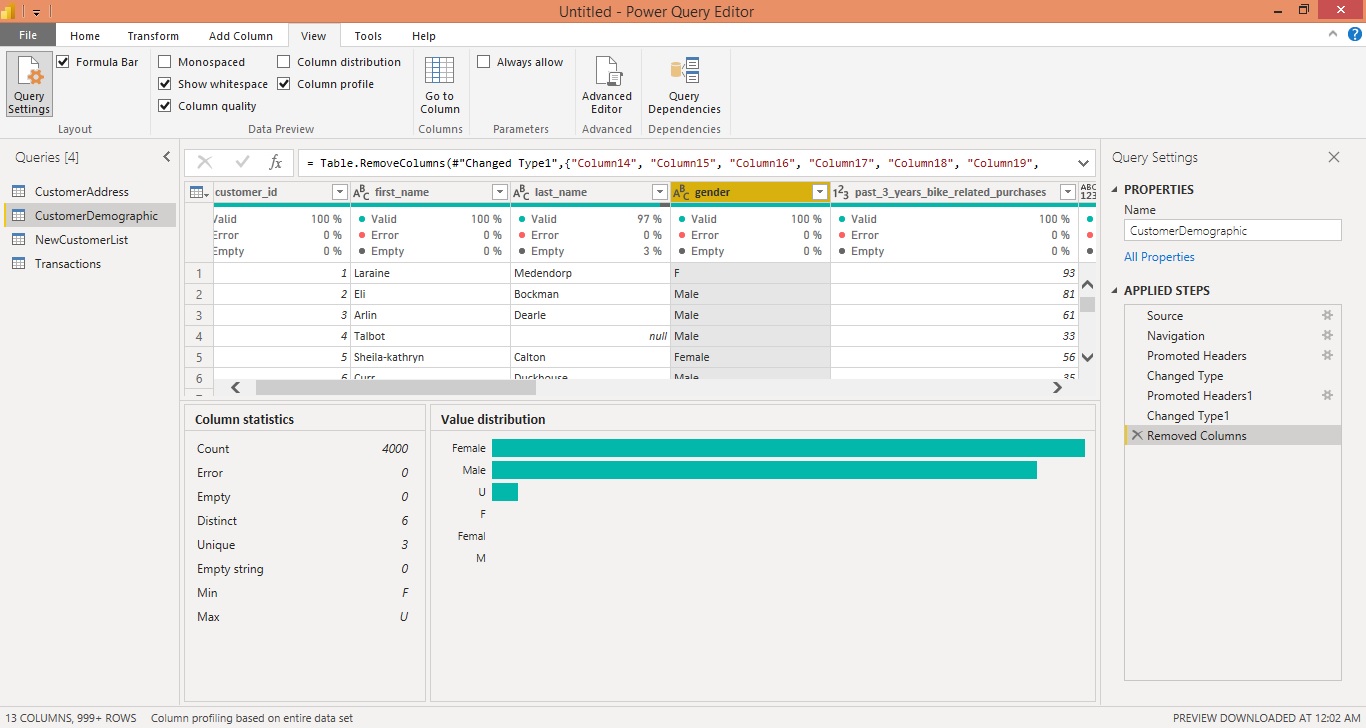 Untitled - Power Query Editor
File Home Transform Add Column View Tools Help
Query Settings
Formula Bar
Layout
Monospaced
Show whitespace
Column quality
Column distribution
Column profile
Data Preview
Go to Column
Columns
Always allow
Parameters
Advanced Editor
Advanced
Query Dependencies
Dependencies
Queries [4]
CustomerAddress
CustomerDemographic
NewCustomerList
Transactions
fx = Table.RemoveColumns(#"Changed Type1",{"Column14", "Column15", "Column16", "Column17", "Column18", "Column19",
customer_id ABC first_name ABC last_name ABC gender 123 past_3_years_bike_related_purchases ABC 123
Valid 100 % Valid 100 % Valid 97 % Valid 100 % Valid 100 %
Error 0 % Error 0 % Error 0 % Error 0 % Error 0 %
Empty 0 % Empty 0 % Empty 3 % Empty 0 % Empty 0 %
1 1 Laraine Medendorp F 93
2 2 Eli Bockman Male 81
3 3 Arlin Dearle Male 61
4 4 Talbot null Male 33
5 5 Sheila-kathryn Calton Female 56
6 6 Curr Duckhouse Male 35
Column statistics
Count 4000
Error 0
Empty 0
Distinct 6
Unique 3
Empty string 0
Min F
Max U
Value distribution
Female
Male
U
F
Femal
M
Query Settings
PROPERTIES
Name
CustomerDemographic
All Properties
APPLIED STEPS
Source
Navigation
Promoted Headers
Changed Type
Promoted Headers1
Changed Type1
Removed Columns
13 COLUMNS, 999+ ROWS Column profiling based on entire data set PREVIEW DOWNLOADED AT 12:02 AM